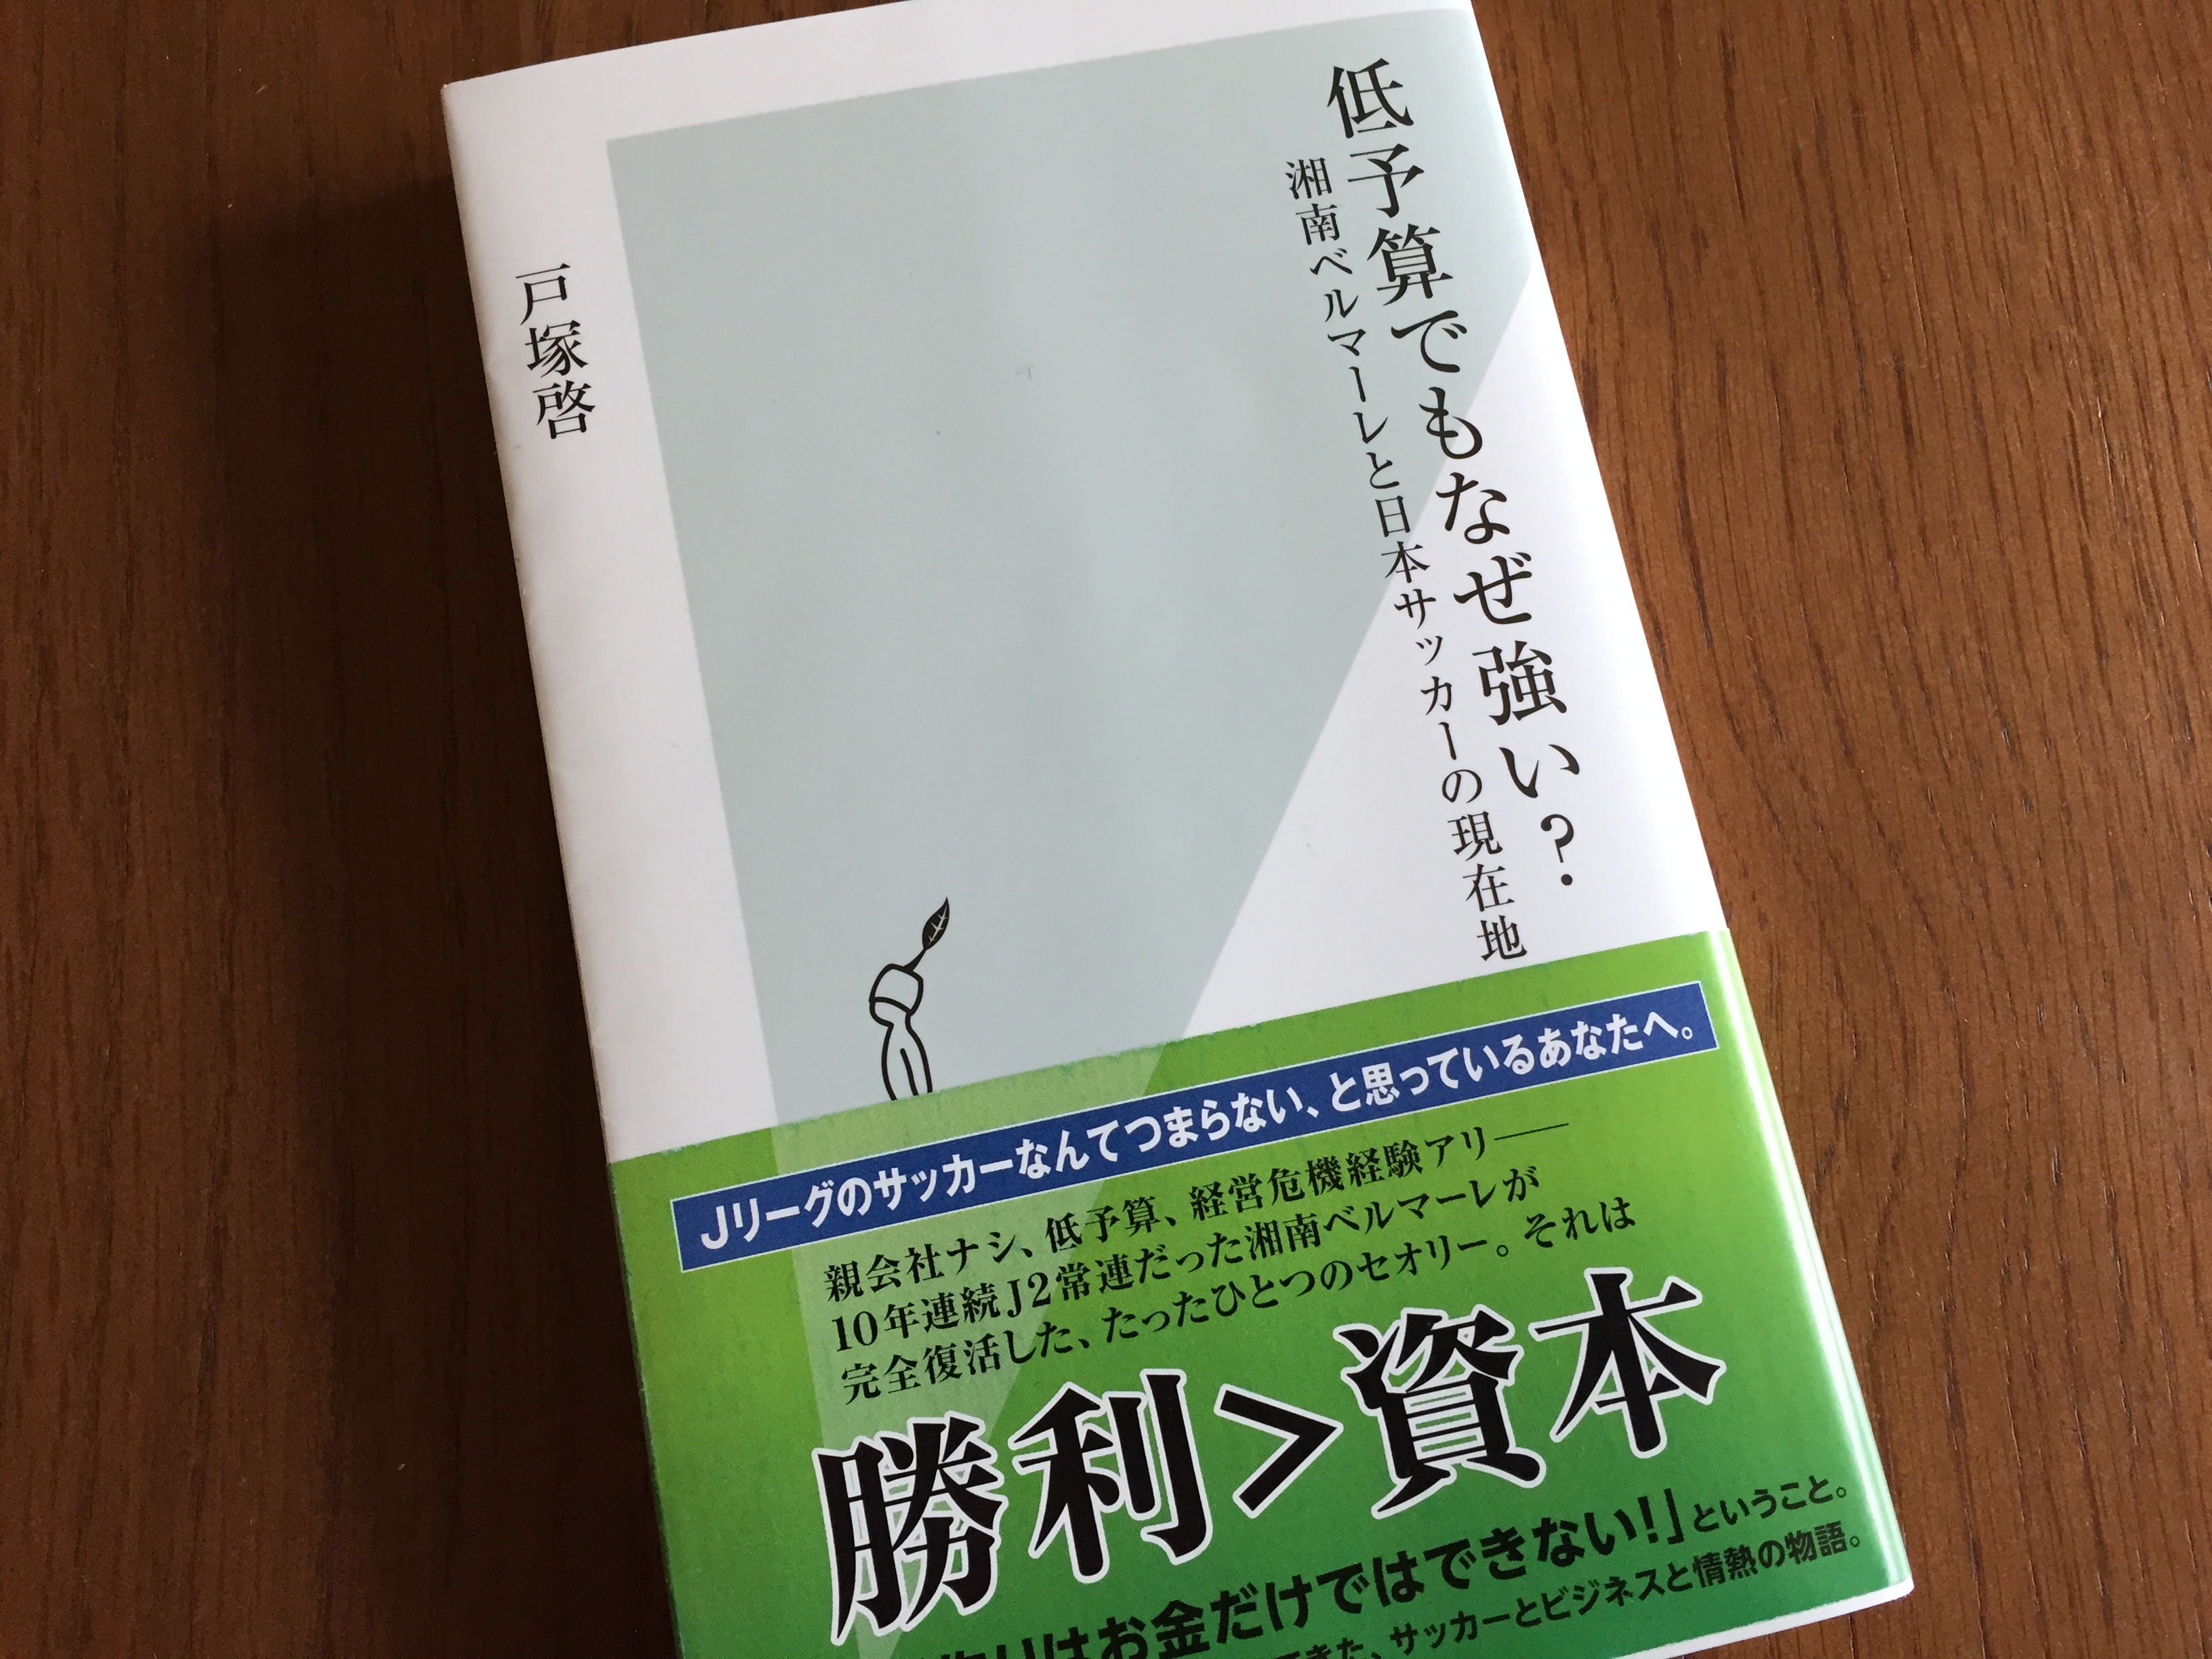 低予算でもなぜ強い?
湘南ベルマーレと日本サッカーの現在地
戸塚啓
Jリーグのサッカーなんてつまらない、と思っているあなたへ。
親会社ナシ、低予算、経営危機経験アリ──
10年連続J2常連だった湘南ベルマーレが
完全復活した、たったひとつのセオリー。それは
勝利>資本
はお金だけではできない!」ということ。
きた、サッカーとビジネスと情熱の物語。